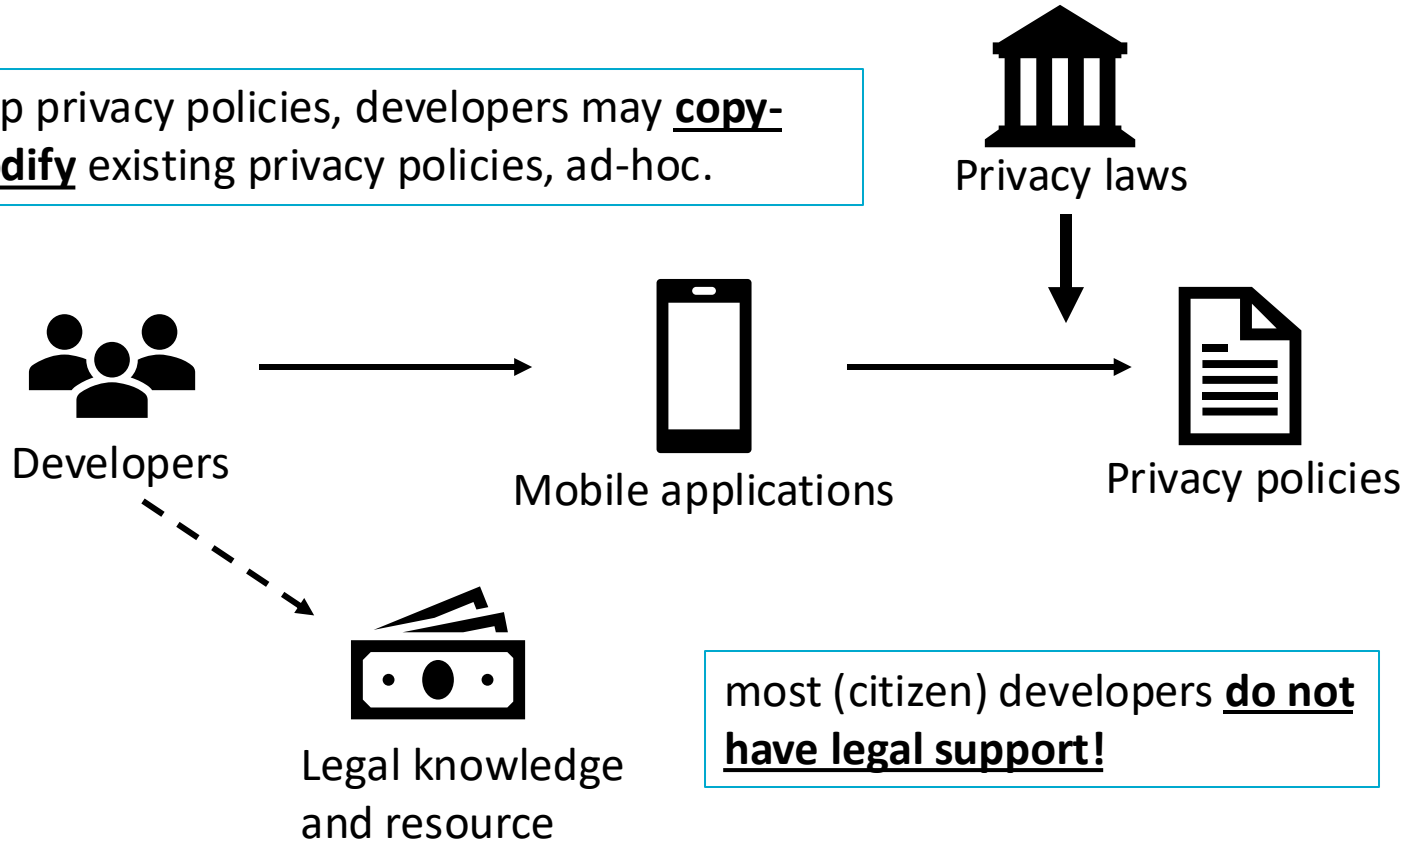 p privacy policies, developers may copy-
dify existing privacy policies, ad-hoc.
Privacy laws
Developers
Mobile applications
Privacy policies
Legal knowledge
and resource
most (citizen) developers do not
have legal support!